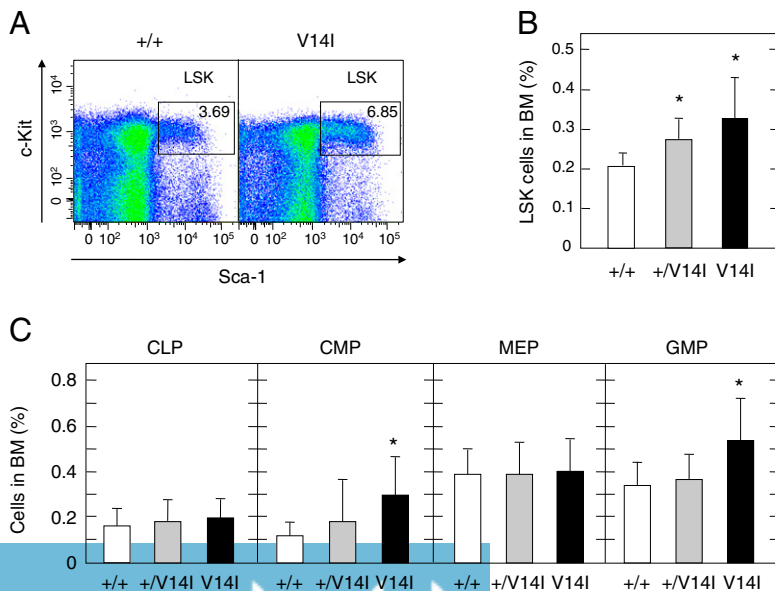 A
+/+ V14I
LSK LSK
3.69 6.85
c-Kit
10⁴
10³
10²
0
0 10² 10³ 10⁴ 10⁵ 0 10² 10³ 10⁴ 10⁵
Sca-1
B
LSK cells in BM (%)
0.5
0.4
0.3
0.2
0.1
0
* *
+/+ +/V14I V14I
C
CLP CMP MEP GMP
Cells in BM (%)
0.8
0.6
0.4
0.2
0
* *
+/+ +/V14I V14I +/+ +/V14I V14I +/+ +/V14I V14I +/+ +/V14I V14I